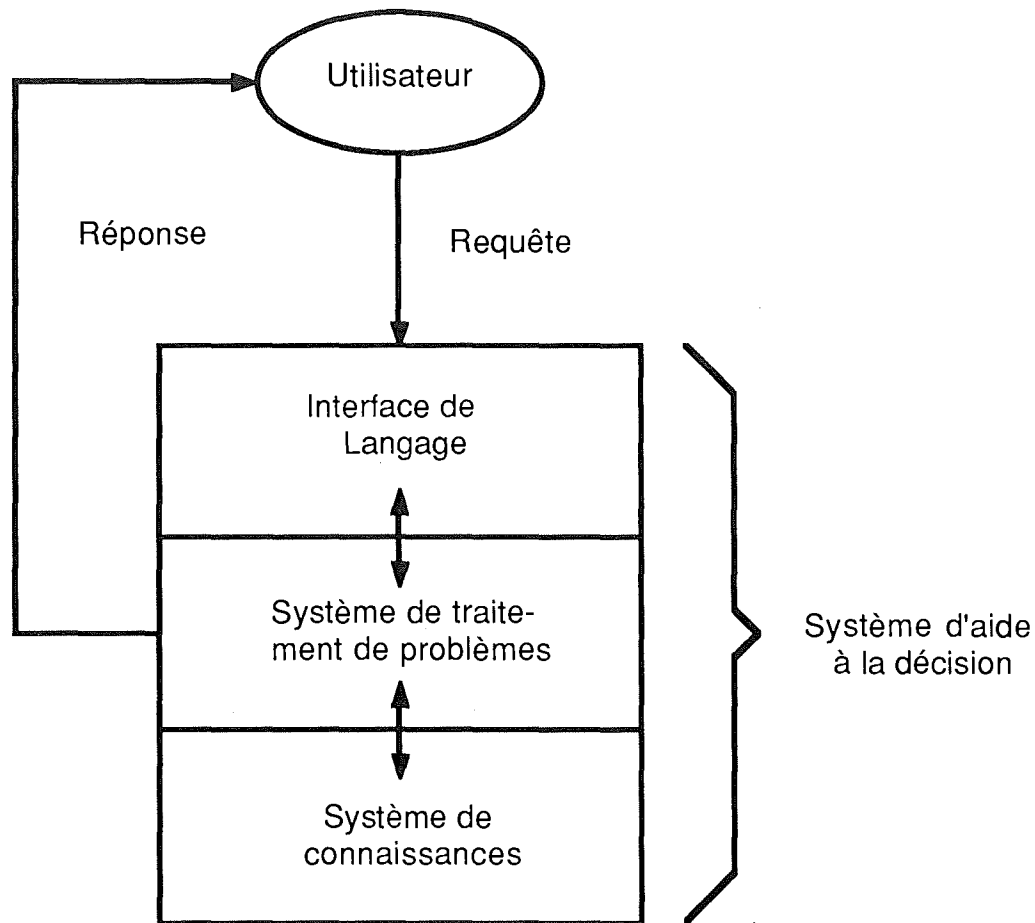 Utilisateur
Réponse
Requête
Interface de
Langage
Système de traite-
ment de problèmes
Système d'aide
à la décision
Système de
connaissances